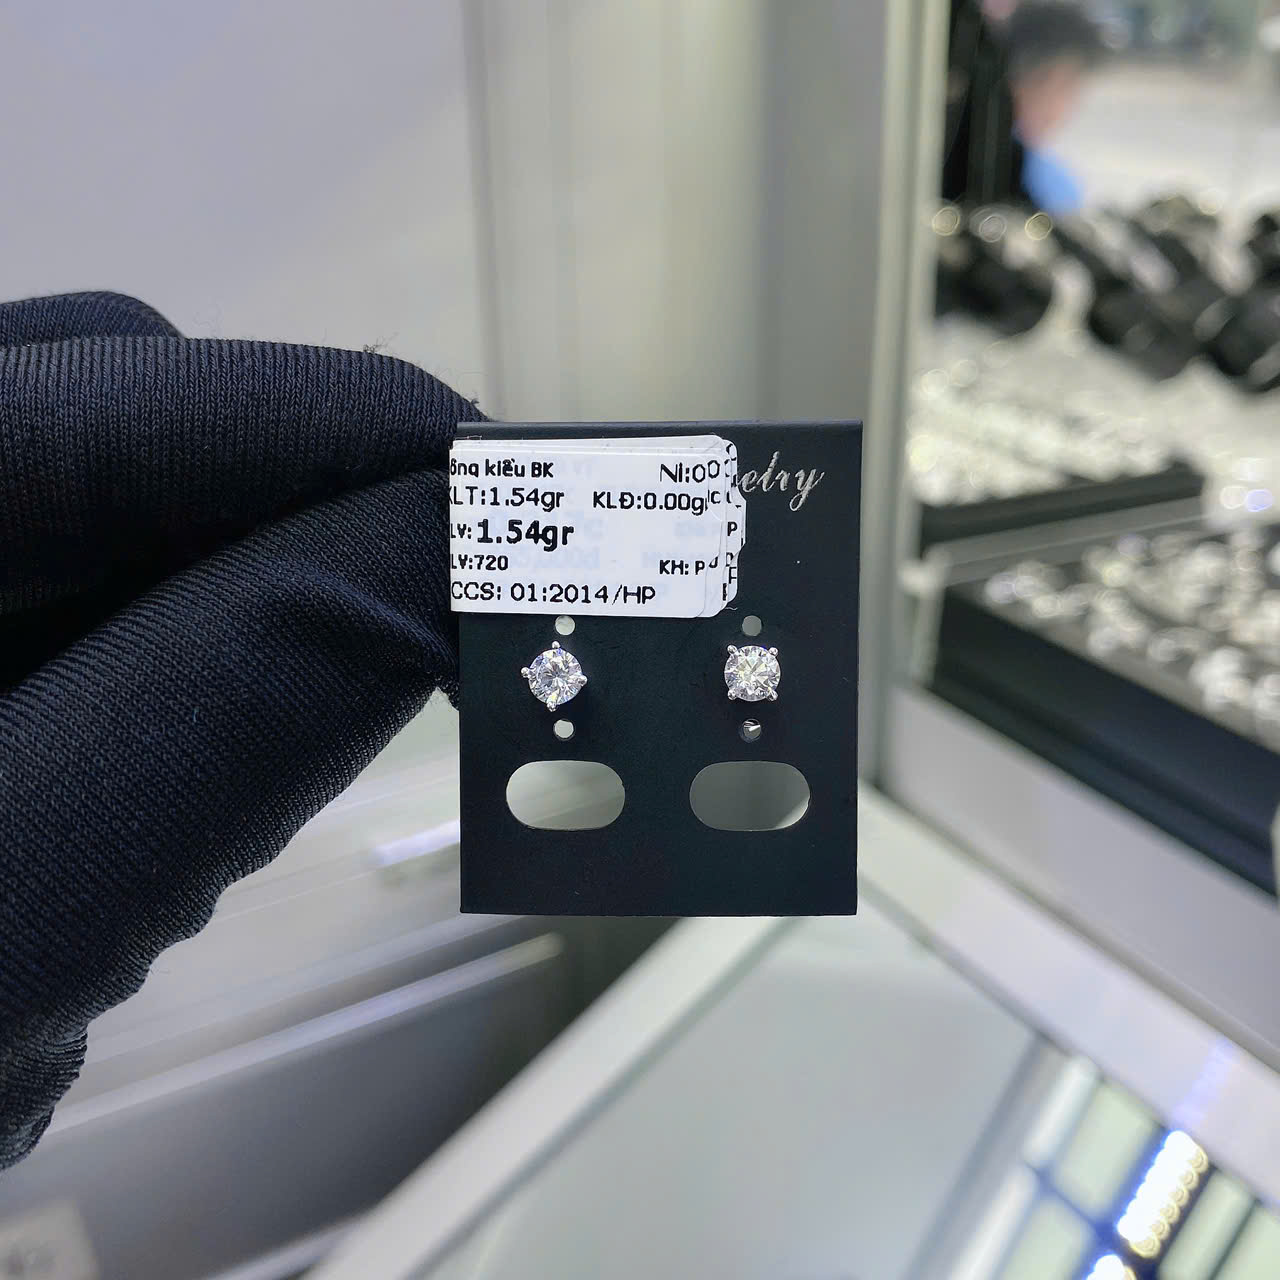 ông kiểu BK Ni:0
KLT:1.54gr KLĐ:0.00g
LV: 1.54gr
LV:720 KH: P
CCS: 01:2014/HP
elry